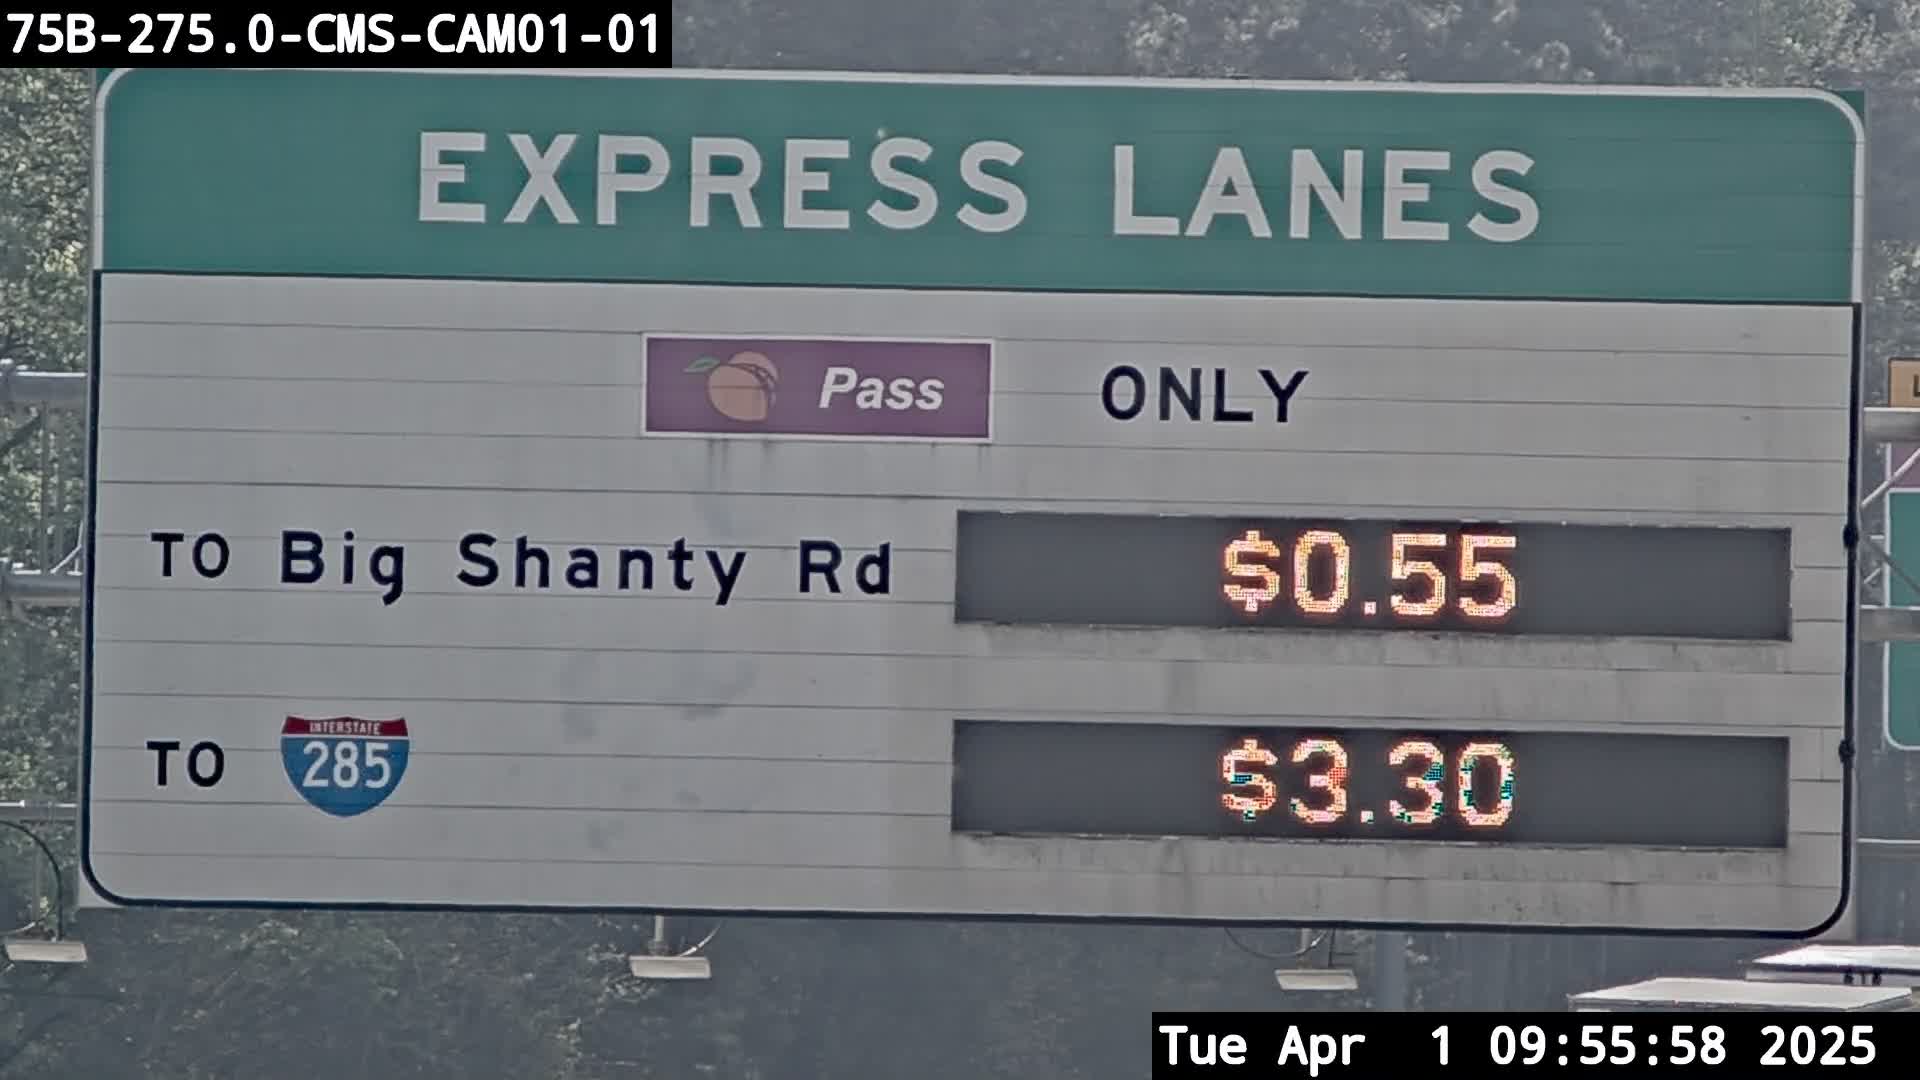 75B-275.0-CMS-CAM01-01
EXPRESS LANES
Pass ONLY
TO Big Shanty Rd $0.55
TO INTERSTATE 285 $3.30
Tue Apr 1 09:55:58 2025